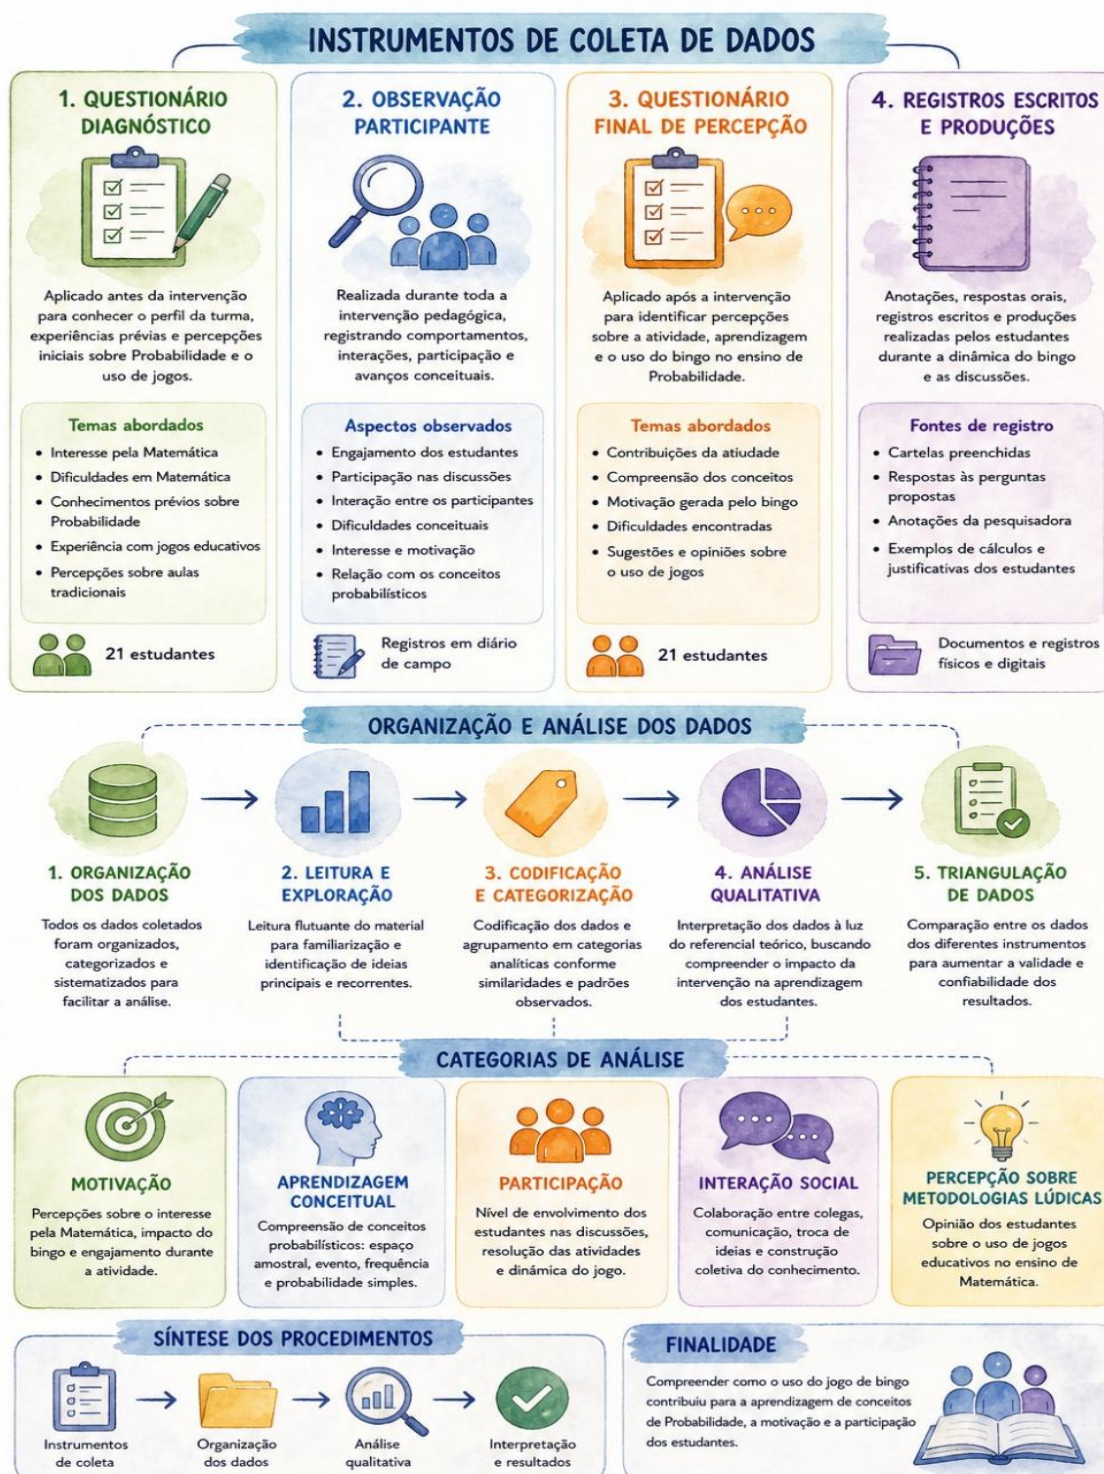 INSTRUMENTOS DE COLETA DE DADOS
1. QUESTIONÁRIO
DIAGNÓSTICO
Aplicado antes da intervenção
para conhecer o perfil da turma,
experiências prévias e percepções
iniciais sobre Probabilidade e o
uso de jogos.
Temas abordados
• Interesse pela Matemática
• Dificuldades em Matemática
• Conhecimentos prévios sobre
Probabilidade
• Experiência com jogos educativos
• Percepções sobre aulas
tradicionais
21 estudantes
2. OBSERVAÇÃO
PARTICIPANTE
Realizada durante toda a
intervenção pedagógica,
registrando comportamentos,
interações, participação e
avanços conceituais.
Aspectos observados
• Engajamento dos estudantes
• Participação nas discussões
• Interação entre os participantes
• Dificuldades conceituais
• Interesse e motivação
• Relação com os conceitos
probabilísticos
Registros em diário
de campo
3. QUESTIONÁRIO
FINAL DE PERCEPÇÃO
Aplicado após a intervenção
para identificar percepções
sobre a atividade, aprendizagem
e o uso do bingo no ensino de
Probabilidade.
Temas abordados
• Contribuições da atiudade
• Compreensão dos conceitos
• Motivação gerada pelo bingo
• Dificuldades encontradas
• Sugestões e opiniões sobre
o uso de jogos
21 estudantes
4. REGISTROS ESCRITOS
E PRODUÇÕES
Anotações, respostas orais,
registros escritos e produções
realizadas pelos estudantes
durante a dinâmica do bingo
e as discussões.
Fontes de registro
• Cartelas preenchidas
• Respostas às perguntas
propostas
• Anotações da pesquisadora
• Exemplos de cálculos e
justificativas dos estudantes
Documentos e registros
físicos e digitais
ORGANIZAÇÃO E ANÁLISE DOS DADOS
1. ORGANIZAÇÃO
DOS DADOS
Todos os dados coletados
foram organizados,
categorizados e
sistematizados para
facilitar a análise.
2. LEITURA E
EXPLORAÇÃO
Leitura flutuante do material
para familiarização e
identificação de ideias
principais e recorrentes.
3. CODIFICAÇÃO
E CATEGORIZAÇÃO
Codificação dos dados e
agrupamento em categorias
analíticas conforme
similaridades e padrões
observados.
4. ANÁLISE
QUALITATIVA
Interpretação dos dados à luz
do referencial teórico, buscando
compreender o impacto da
intervenção na aprendizagem
dos estudantes.
5. TRIANGULAÇÃO
DE DADOS
Comparação entre os dados
dos diferentes instrumentos
para aumentar a validade e
confiabilidade dos
resultados.
CATEGORIAS DE ANÁLISE
MOTIVAÇÃO
Percepções sobre o interesse
pela Matemática, impacto do
bingo e engajamento durante
a atividade.
APRENDIZAGEM
CONCEITUAL
Compreensão de conceitos
probabilísticos: espaço
amostral, evento, frequência
e probabilidade simples.
PARTICIPAÇÃO
Nível de envolvimento dos
estudantes nas discussões,
resolução das atividades
e dinâmica do jogo.
INTERAÇÃO SOCIAL
Colaboração entre colegas,
comunicação, troca de
ideias e construção
coletiva do conhecimento.
PERCEPÇÃO SOBRE
METODOLOGIAS LÚDICAS
Opinião dos estudantes
sobre o uso de jogos
educativos no ensino de
Matemática.
SÍNTESE DOS PROCEDIMENTOS
Instrumentos
de coleta
Organização
dos dados
Análise
qualitativa
Interpretação
e resultados
FINALIDADE
Compreender como o uso do jogo de bingo
contribuiu para a aprendizagem de conceitos
de Probabilidade, a motivação e a participação
dos estudantes.